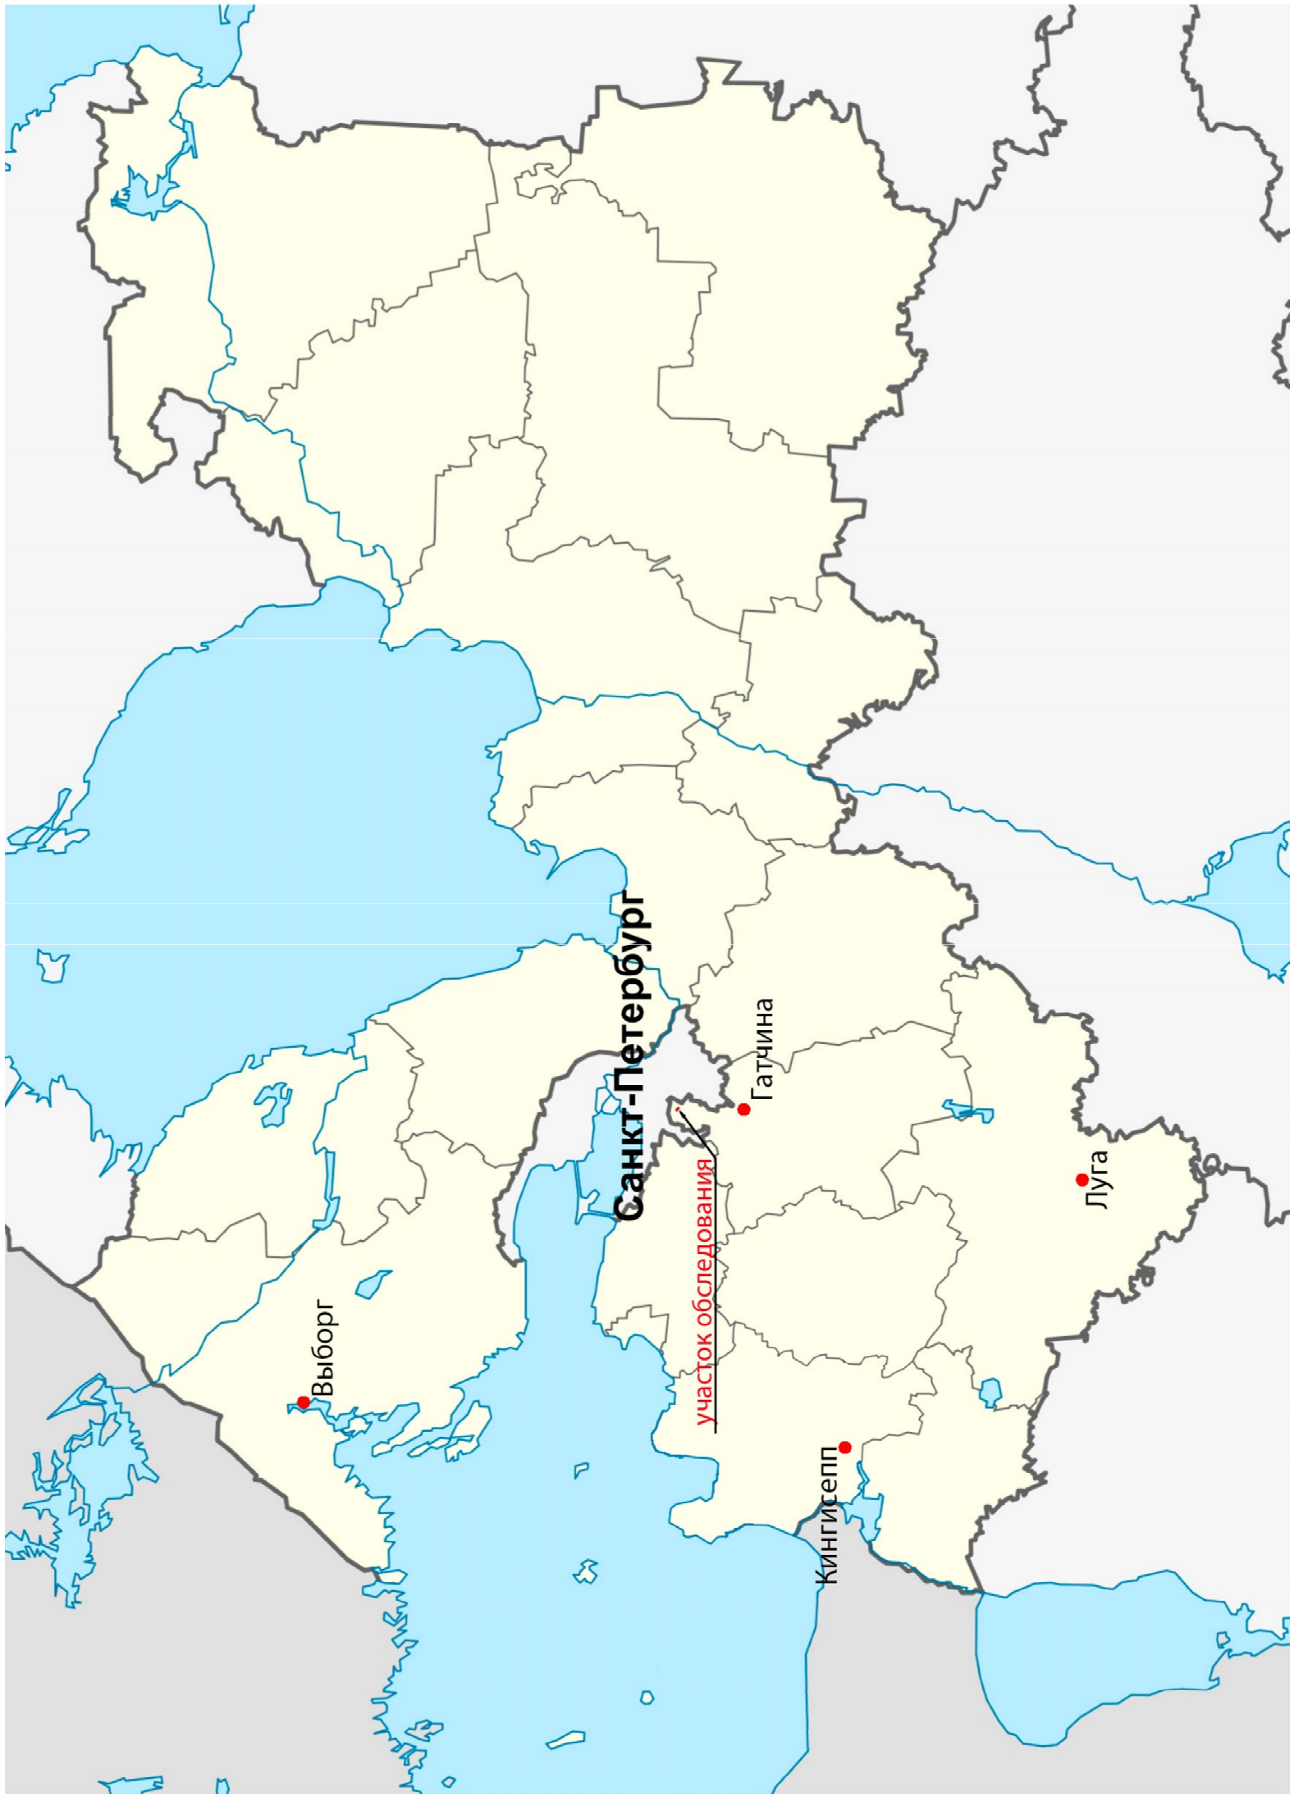 Выборг
Санкт-Петербург
Гатчина
участок обследования
Кингисепп
Луга